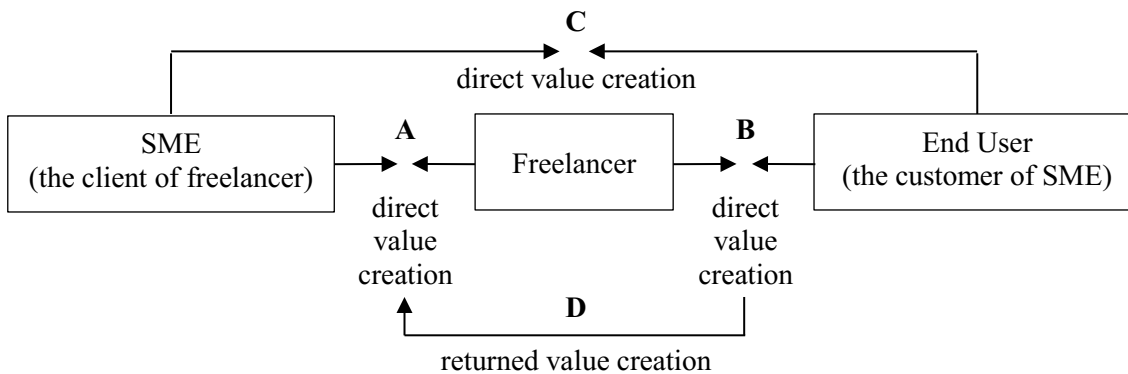 C
direct value creation
SME
(the client of freelancer)
A
Freelancer
B
End User
(the customer of SME)
direct
value
creation
direct
value
creation
D
returned value creation